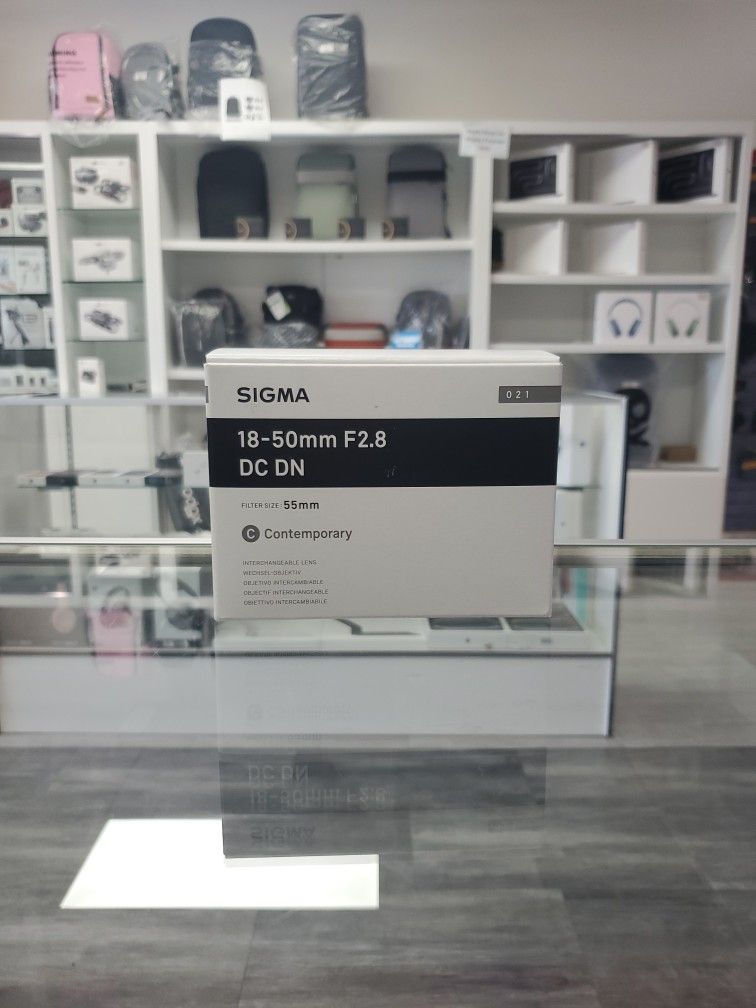 SIGMA
021
18-50mm F2.8
DC DN
FILTER SIZE: 55mm
C Contemporary
INTERCHANGEABLE LENS
WECHSEL-OBJEKTIV
OBJETIVO INTERCAMBIABLE
OBJECTIF INTERCHANGEABLE
OBIETTIVO INTERCAMBIABILE